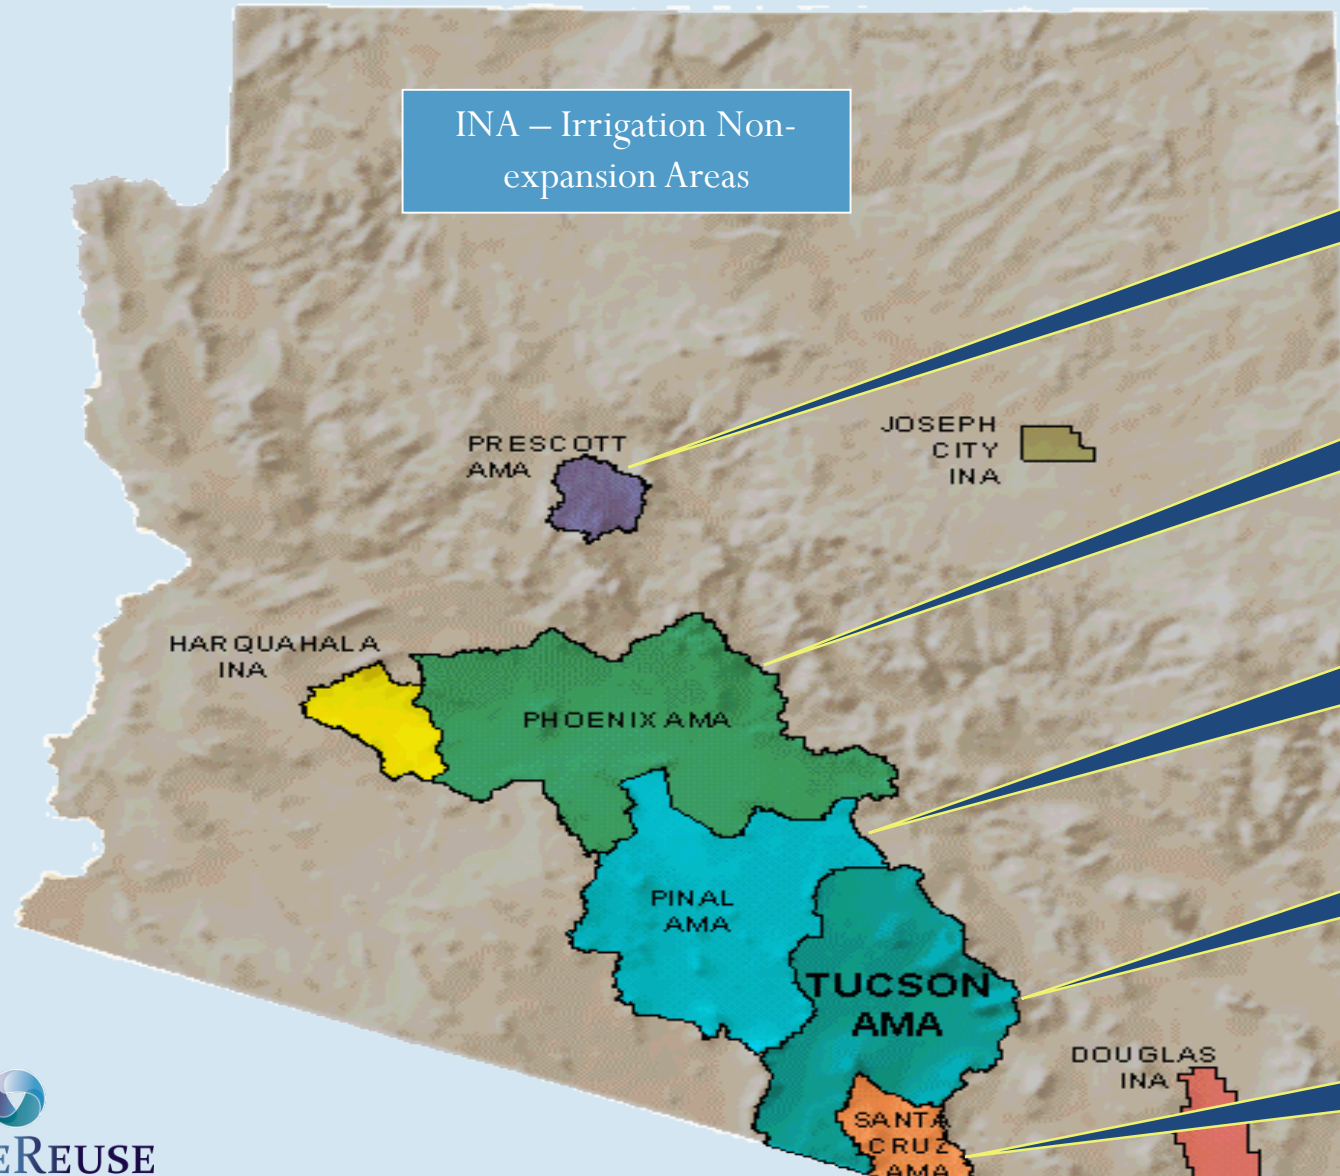 INA – Irrigation Non-
expansion Areas
PRESCOTT
AMA
JOSEPH
CITY
INA
HARQUAHALA
INA
PHOENIX AMA
PINAL
AMA
TUCSON
AMA
DOUGLAS
INA
SANTA
CRUZ
AMA
EREUSE